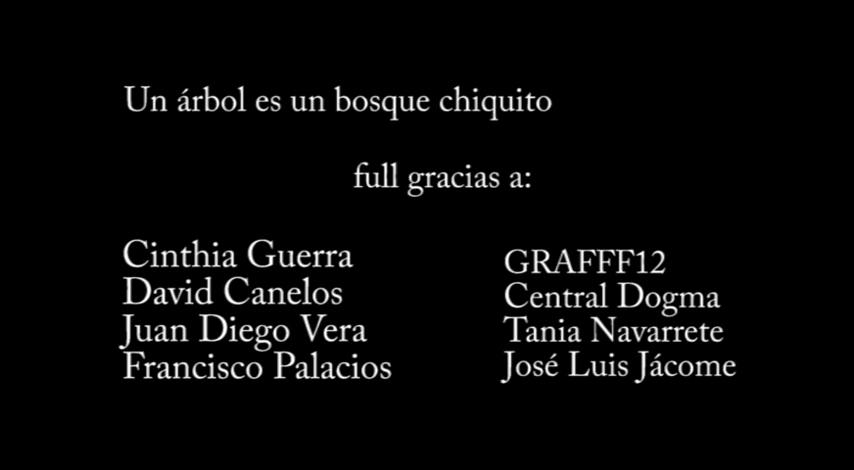 Un árbol es un bosque chiquito
full gracias a:
Cinthia Guerra
David Canelos
Juan Diego Vera
Francisco Palacios
GRAFFF12
Central Dogma
Tania Navarrete
José Luis Jácome